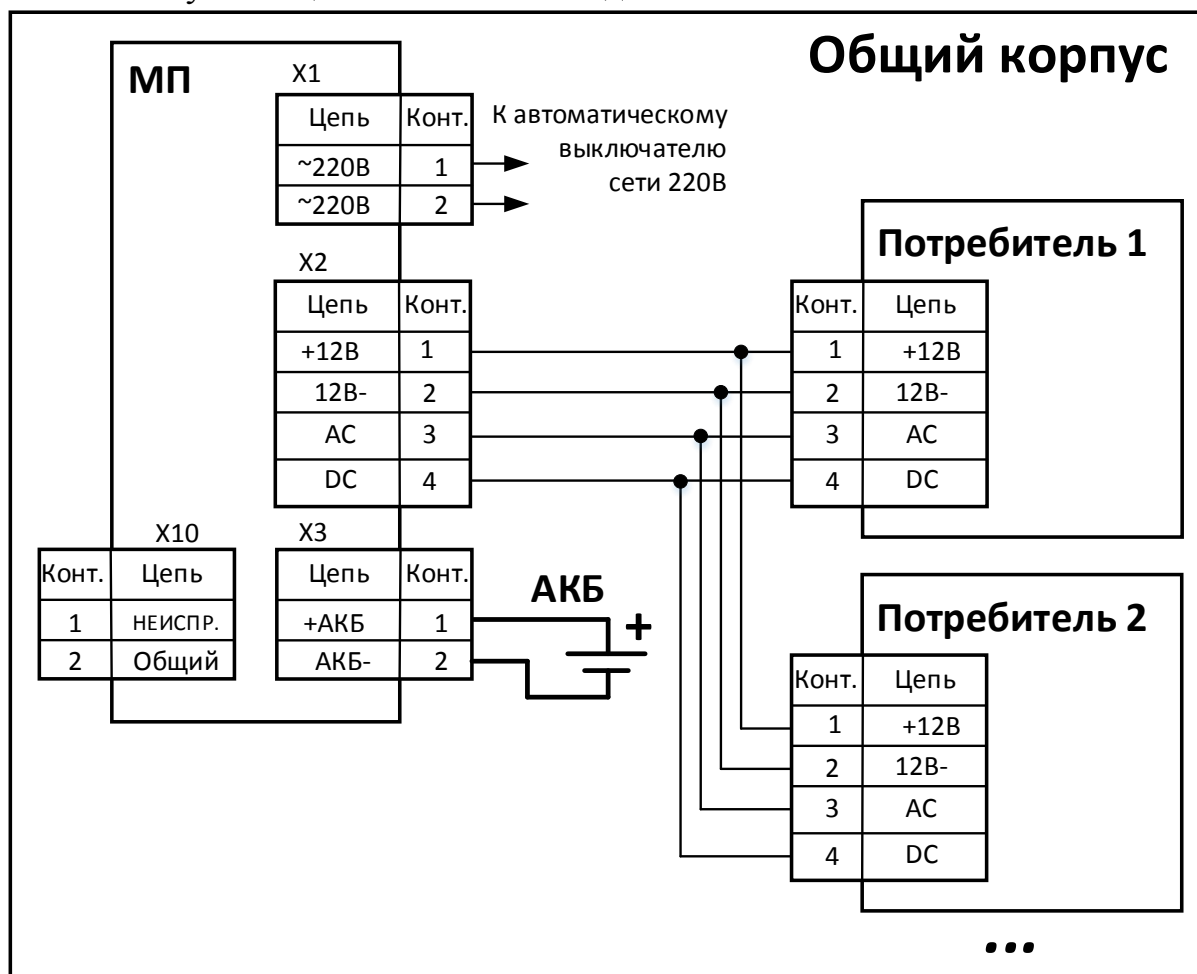 Общий корпус
МП
X1
Цепь Конт.
~220В 1
~220В 2
К автоматическому
выключателю
сети 220В
X2
Цепь Конт.
+12В 1
12В- 2
AC 3
DC 4
Потребитель 1
Конт. Цепь
1 +12В
2 12В-
3 AC
4 DC
X10
Конт. Цепь
1 НЕИСПР.
2 Общий
X3
Цепь Конт.
+АКБ 1
АКБ- 2
АКБ
+
Потребитель 2
Конт. Цепь
1 +12В
2 12В-
3 AC
4 DC
...